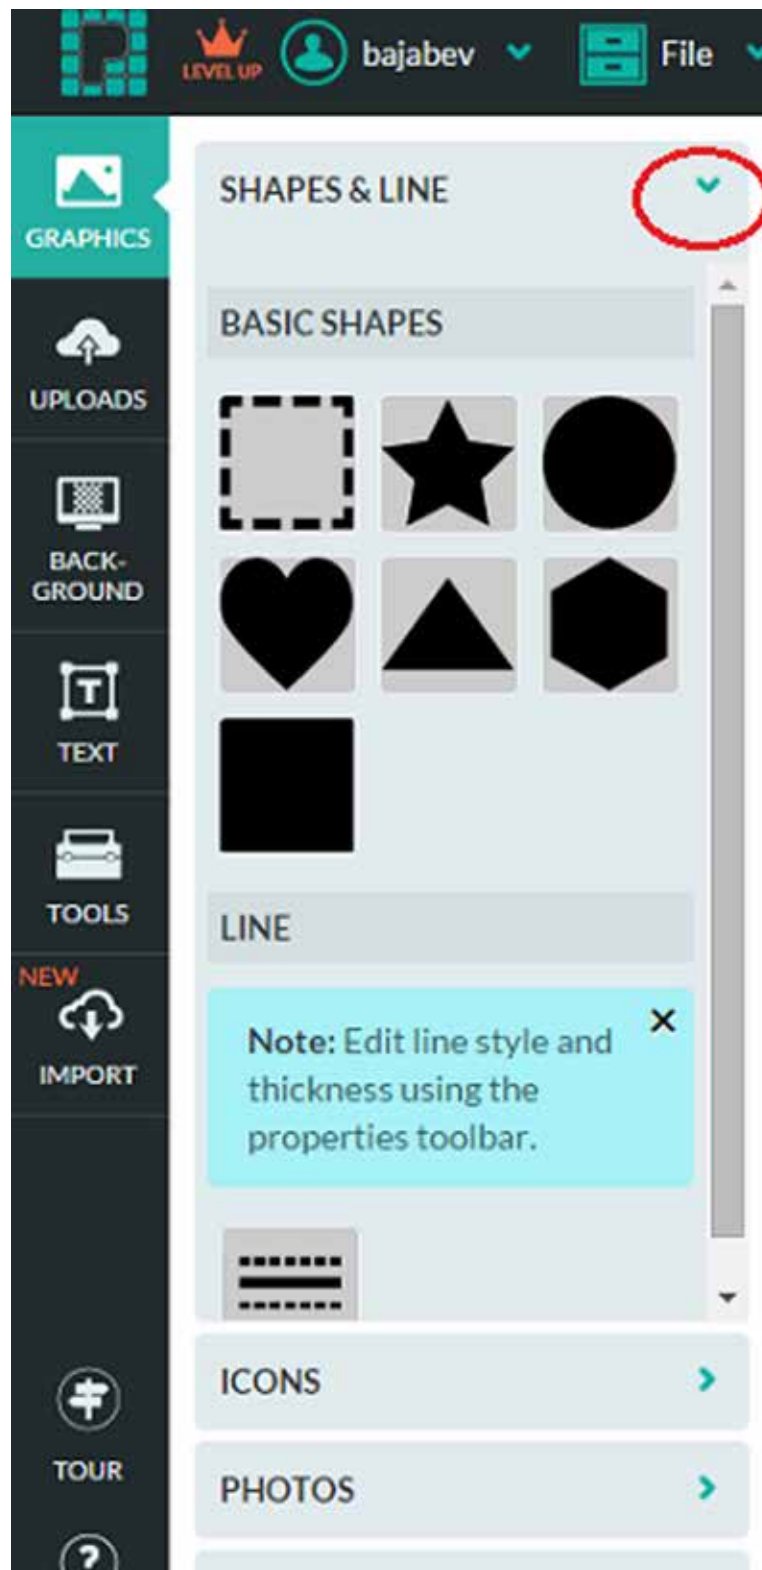 LEVEL UP
bajabev
File
GRAPHICS
UPLOADS
BACK-
GROUND
TEXT
TOOLS
NEW
IMPORT
TOUR
?
SHAPES & LINE
BASIC SHAPES
LINE
Note: Edit line style and
thickness using the
properties toolbar.
ICONS
PHOTOS